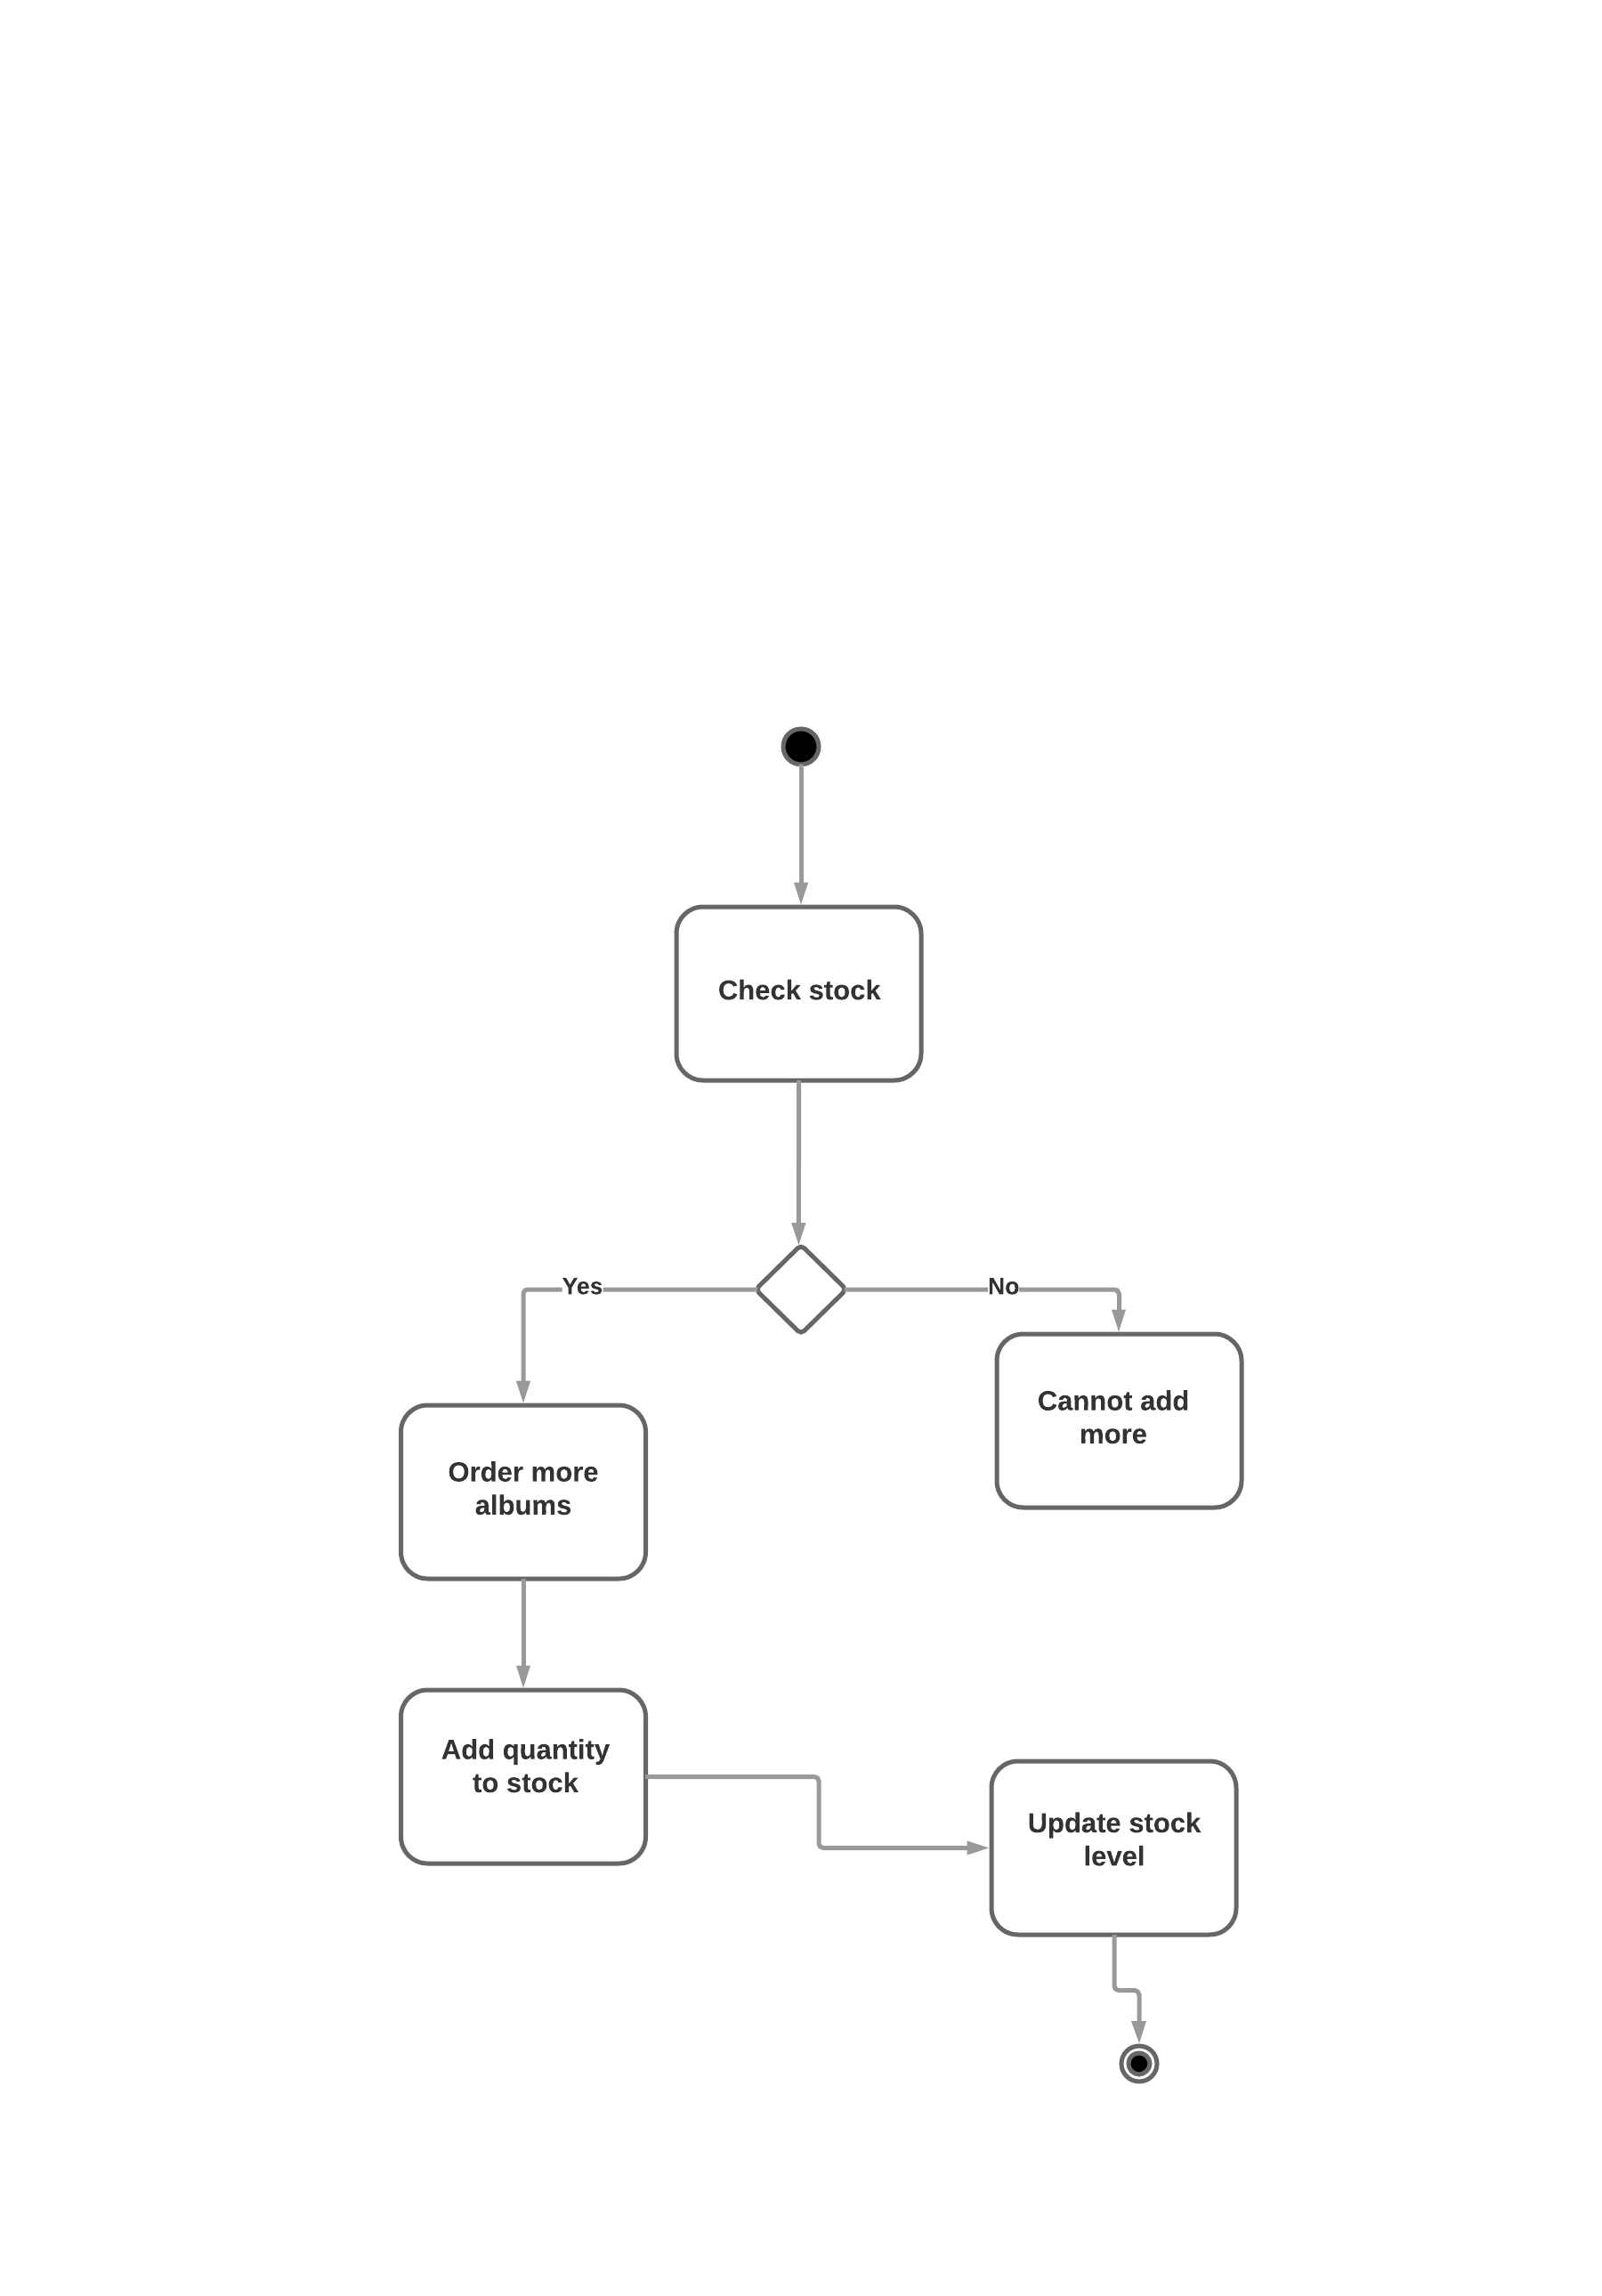 Check stock
Yes
No
Cannot add
more
Order more
albums
Add quantity
to stock
Update stock
level